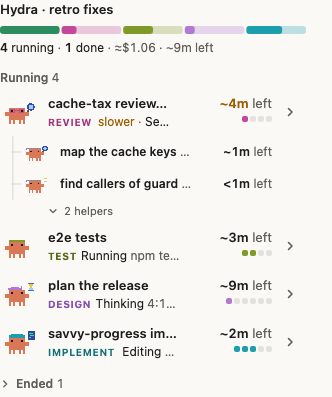 Hydra · retro fixes
4 running · 1 done · ≈$1.06 · ~9m left
Running 4
cache-tax review... ~4m left
REVIEW slower · Se...
map the cache keys ... ~1m left
find callers of guard ... <1m left
2 helpers
e2e tests ~3m left
TEST Running npm te...
plan the release ~9m left
DESIGN Thinking 4:1...
savvy-progress im... ~2m left
IMPLEMENT Editing ...
Ended 1